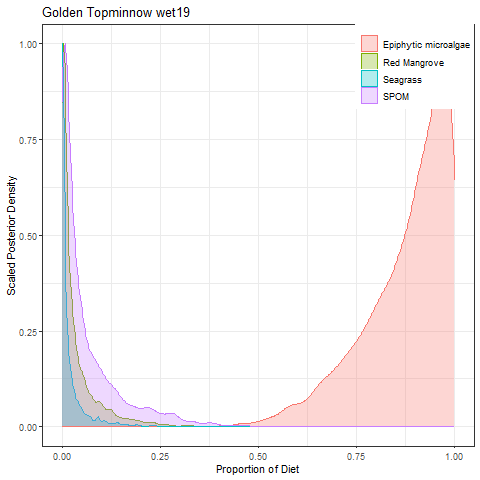 Golden Topminnow wet19
Epiphytic microalgae
Red Mangrove
Seagrass
SPOM
1.00
0.75
0.50
0.25
0.00
Scaled Posterior Density
0.00 0.25 0.50 0.75 1.00
Proportion of Diet